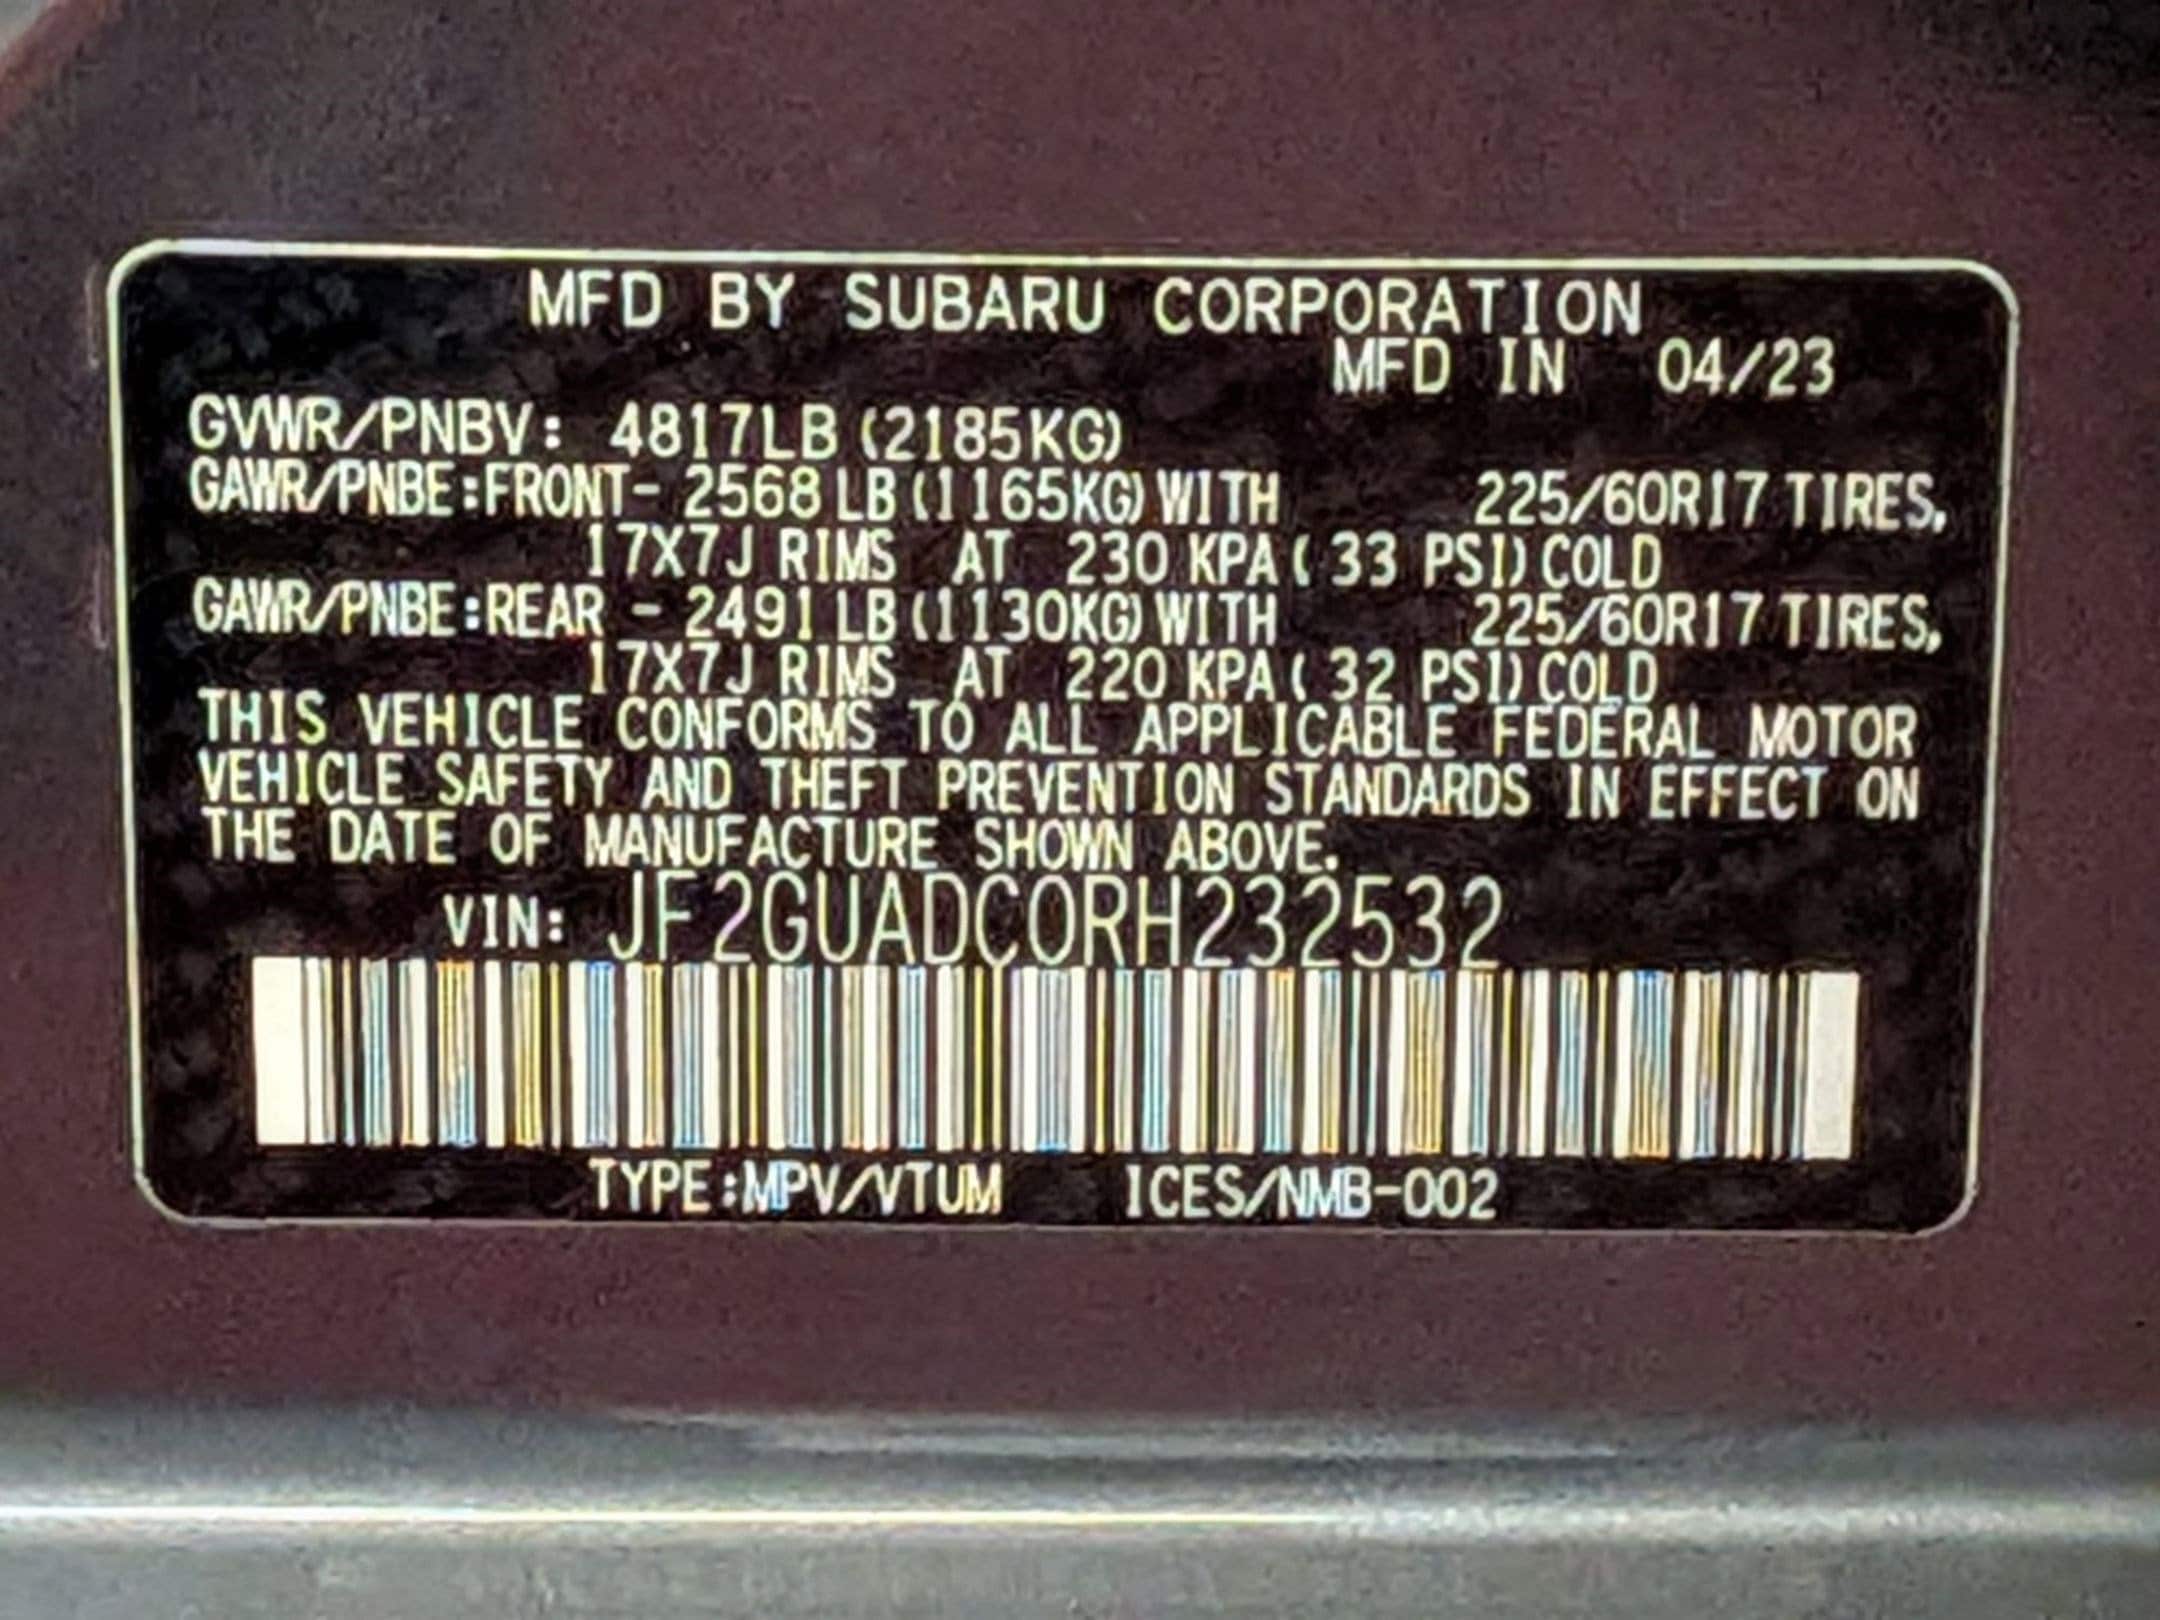 MFD BY SUBARU CORPORATION
MFD IN 04/23
GVWR/PNBV: 4817LB (2185KG)
GAWR/PNBE:FRONT- 2568 LB (1165KG) WITH 225/60R17 TIRES,
17X7J RIMS AT 230 KPA ( 33 PSI) COLD
GAWR/PNBE:REAR - 2491 LB (1130KG) WITH 225/60R17 TIRES,
17X7J RIMS AT 220 KPA ( 32 PSI) COLD
THIS VEHICLE CONFORMS TO ALL APPLICABLE FEDERAL MOTOR
VEHICLE SAFETY AND THEFT PREVENTION STANDARDS IN EFFECT ON
THE DATE OF MANUFACTURE SHOWN ABOVE.
VIN: JF2GUADC0RH232532
TYPE:MPV/VTUM ICES/NMB-002